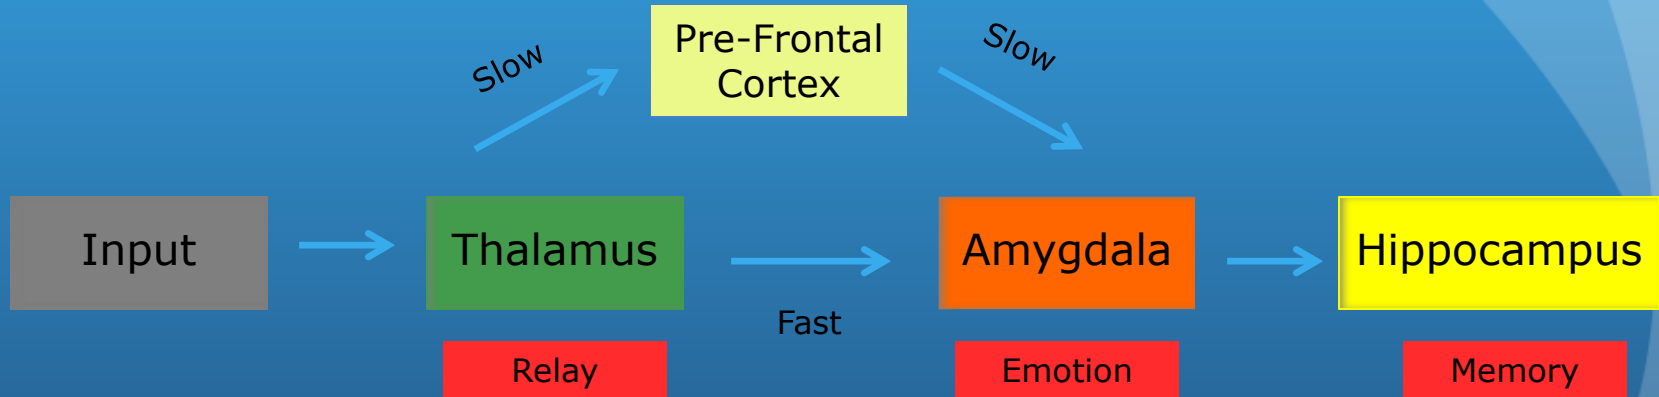 Slow
Pre-Frontal
Cortex
Slow
Input
Thalamus
Amygdala
Hippocampus
Fast
Relay
Emotion
Memory